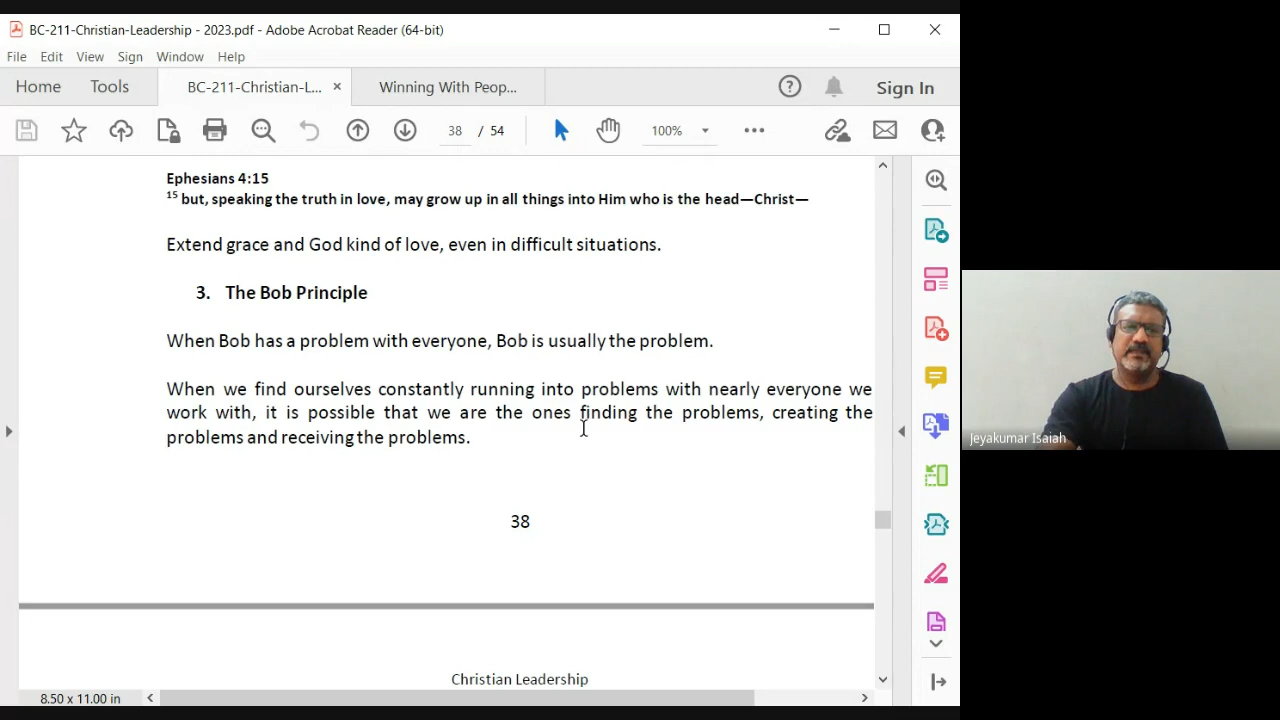 BC-211-Christian-Leadership - 2023.pdf - Adobe Acrobat Reader (64-bit)
File Edit View Sign Window Help
Home Tools BC-211-Christian-L... × Winning With Peop... ? Sign In
38 / 54 100%
Ephesians 4:15
15 but, speaking the truth in love, may grow up in all things into Him who is the head—Christ—
Extend grace and God kind of love, even in difficult situations.
3. The Bob Principle
When Bob has a problem with everyone, Bob is usually the problem.
When we find ourselves constantly running into problems with nearly everyone we
work with, it is possible that we are the ones finding the problems, creating the
problems and receiving the problems.
38
Christian Leadership
8.50 x 11.00 in
Jeyakumar Isaiah